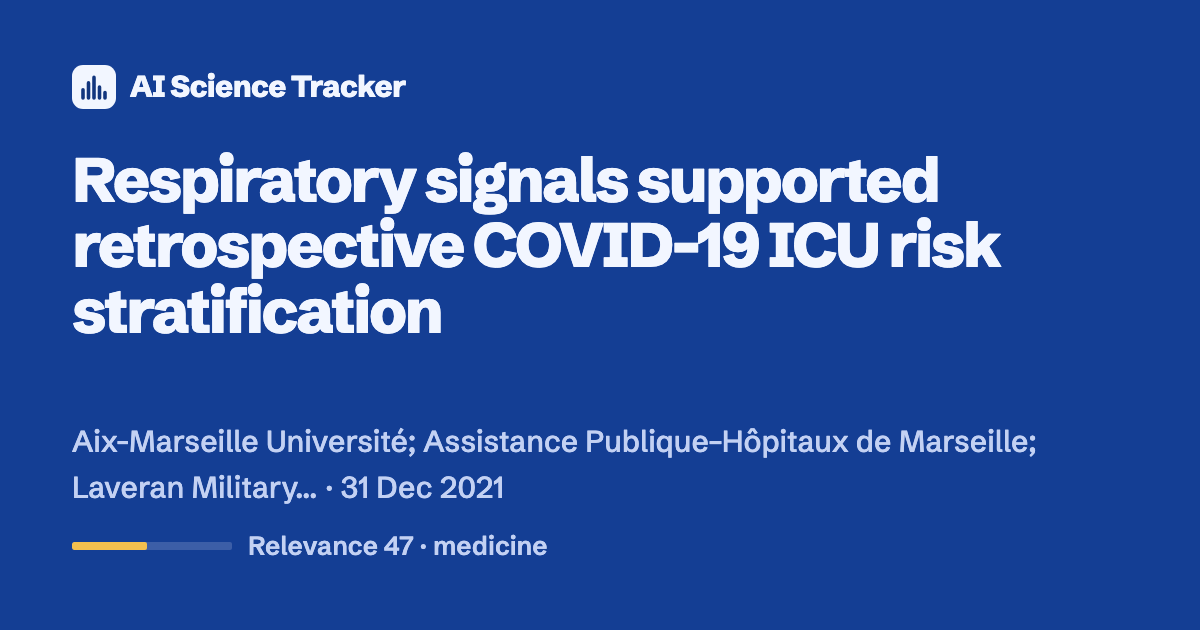 AI Science Tracker
Respiratory signals supported
retrospective COVID-19 ICU risk
stratification
Aix-Marseille Université; Assistance Publique-Hôpitaux de Marseille;
Laveran Military... · 31 Dec 2021
Relevance 47 · medicine